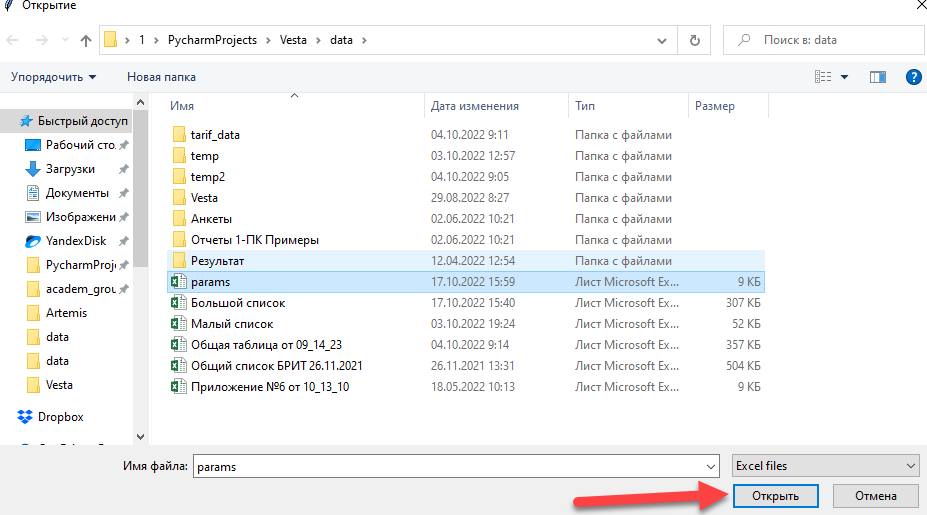 Открытие
1 › PycharmProjects › Vesta › data ›
Поиск в: data
Упорядочить
Новая папка
Имя Дата изменения Тип Размер
Быстрый доступ
Рабочий сто.
Загрузки
Документы
Изображени
YandexDisk
PycharmProj
academ_grou
Artemis
data
data
Vesta
Dropbox
tarif_data 04.10.2022 9:11 Папка с файлами
temp 03.10.2022 12:57 Папка с файлами
temp2 04.10.2022 9:05 Папка с файлами
Vesta 29.08.2022 8:27 Папка с файлами
Анкеты 02.06.2022 10:21 Папка с файлами
Отчеты 1-ПК Примеры 02.06.2022 10:21 Папка с файлами
Результат 12.04.2022 12:54 Папка с файлами
params 17.10.2022 15:59 Лист Microsoft Ex... 9 КБ
Большой список 17.10.2022 15:40 Лист Microsoft Ex... 307 КБ
Малый список 03.10.2022 19:24 Лист Microsoft Ex... 52 КБ
Общая таблица от 09_14_23 04.10.2022 9:14 Лист Microsoft Ex... 357 КБ
Общий список БРИТ 26.11.2021 26.11.2021 13:31 Лист Microsoft Ex... 504 КБ
Приложение №6 от 10_13_10 18.05.2022 10:13 Лист Microsoft Ex... 9 КБ
Имя файла: params Excel files
Открыть Отмена